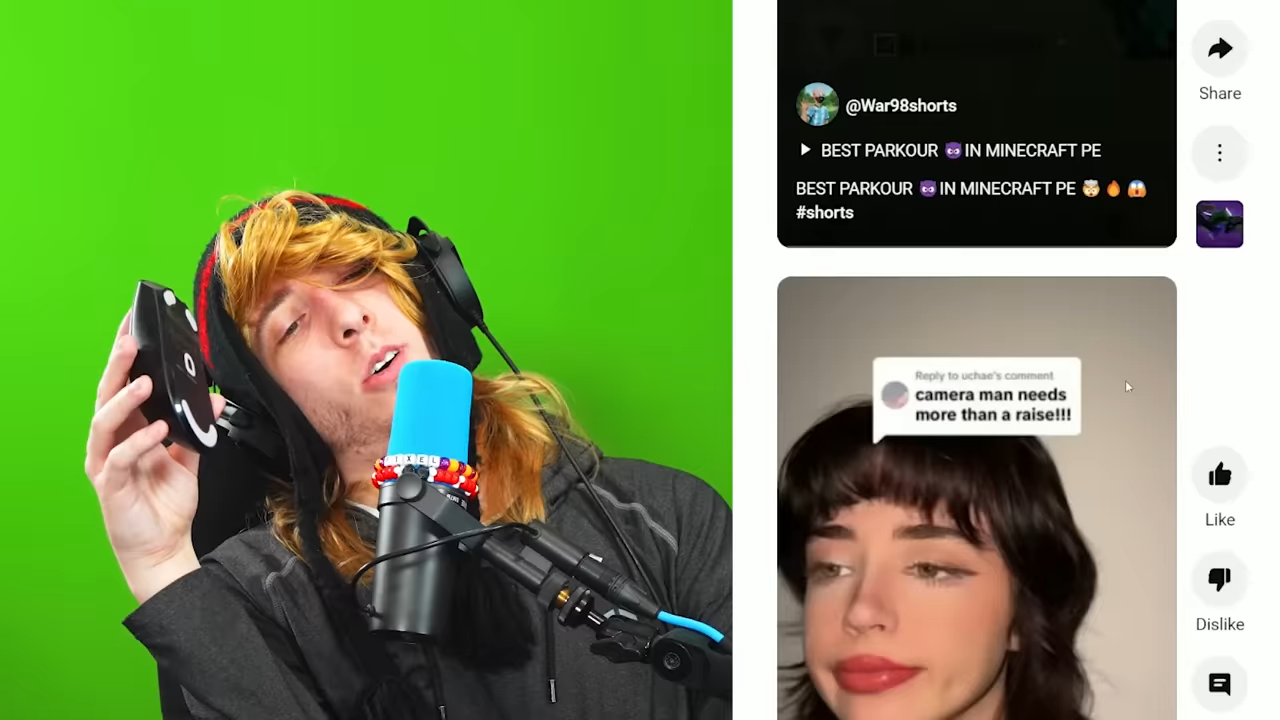 @War98shorts
BEST PARKOUR 😈IN MINECRAFT PE
BEST PARKOUR 😈IN MINECRAFT PE 🤯🔥😱
#shorts
Share
Reply to uchae's comment
camera man needs
more than a raise!!!
Like
Dislike
IXEL